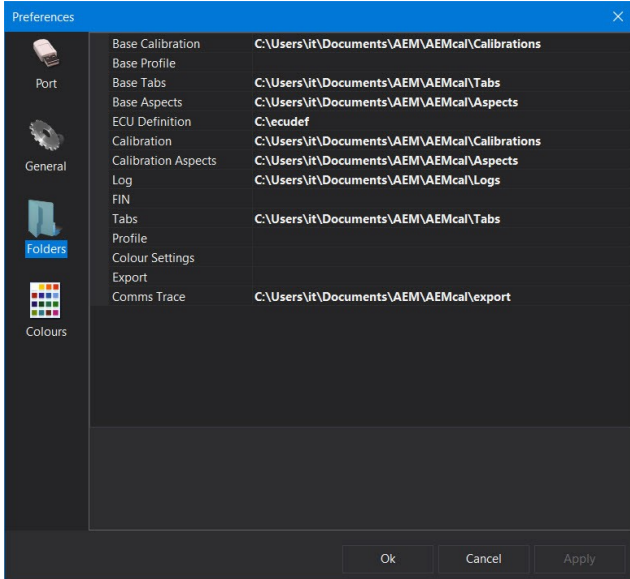 Preferences
Port
General
Folders
Colours
Base Calibration C:\Users\it\Documents\AEM\AEMcal\Calibrations
Base Profile
Base Tabs C:\Users\it\Documents\AEM\AEMcal\Tabs
Base Aspects C:\Users\it\Documents\AEM\AEMcal\Aspects
ECU Definition C:\ecudef
Calibration C:\Users\it\Documents\AEM\AEMcal\Calibrations
Calibration Aspects C:\Users\it\Documents\AEM\AEMcal\Aspects
Log C:\Users\it\Documents\AEM\AEMcal\Logs
FIN
Tabs C:\Users\it\Documents\AEM\AEMcal\Tabs
Profile
Colour Settings
Export
Comms Trace C:\Users\it\Documents\AEM\AEMcal\export
Ok Cancel Apply